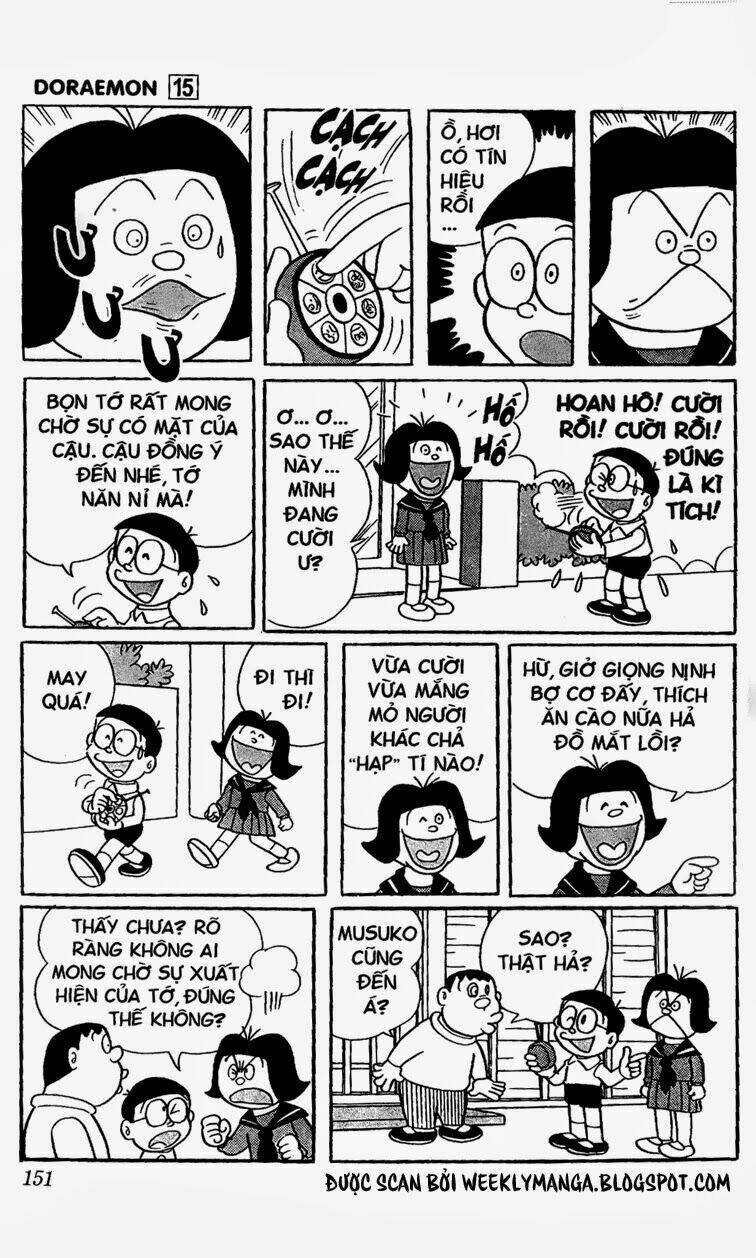 DORAEMON 15
Ồ, HƠI
CÓ TÍN
HIỆU
RỒI
...
CẠCH
CẠCH
Ư
Ư
Ư
HOAN HÔ! CƯỜI
RỒI! CƯỜI RỒI!
ĐÚNG
LÀ KÌ
TÍCH!
HỐ
HỐ
Ơ... Ơ...
SAO THẾ
NÀY...
MÌNH
ĐANG
CƯỜI
Ư?
BỌN TỚ RẤT MONG
CHỜ SỰ CÓ MẶT CỦA
CẬU. CẬU ĐỒNG Ý
ĐẾN NHÉ, TỚ
NĂN NỈ MÀ!
HỪ, GIỞ GIỌNG NỊNH
BỢ CƠ ĐẤY, THÍCH
ĂN CÀO NỮA HẢ
ĐỒ MẮT LỒI?
VỪA CƯỜI
VỪA MẮNG
MỎ NGƯỜI
KHÁC CHẢ
"HẠP" TÍ NÀO!
ĐI THÌ
ĐI!
MAY
QUÁ!
SAO?
THẬT HẢ?
MUSUKO
CŨNG
ĐẾN
Á?
THẤY CHƯA? RÕ
RÀNG KHÔNG AI
MONG CHỜ SỰ XUẤT
HIỆN CỦA TỚ, ĐÚNG
THẾ KHÔNG?
151
ĐƯỢC SCAN BỞI WEEKLYMANGA.BLOGSPOT.COM